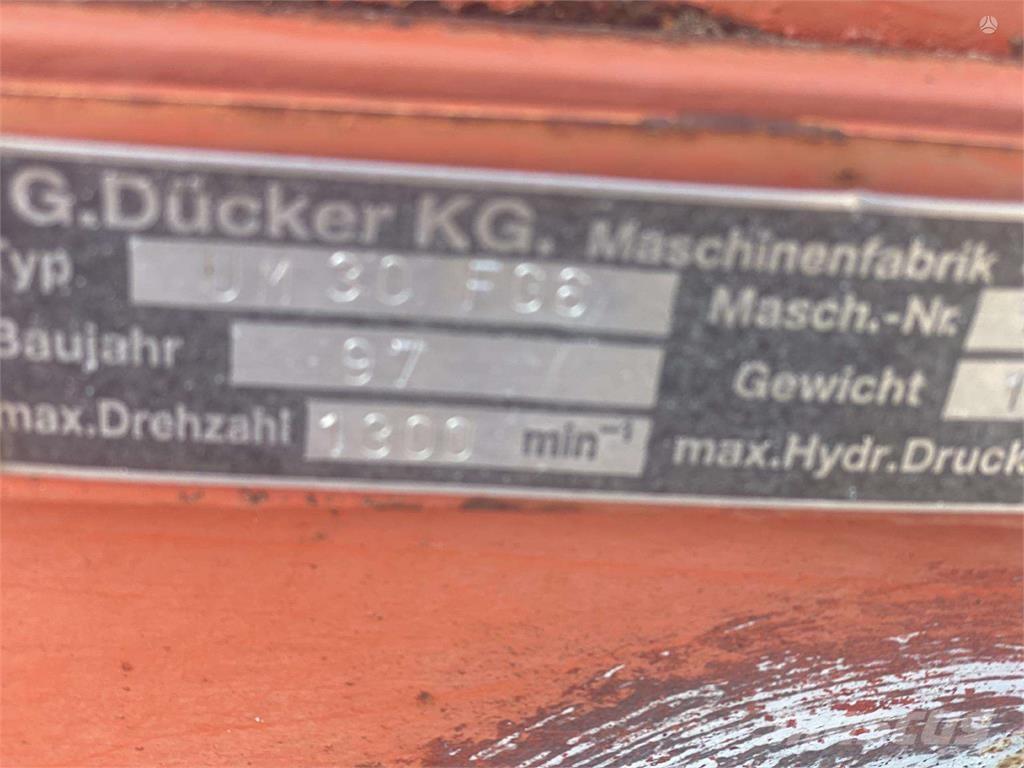 G.Dücker KG. Maschinenfabrik
Typ UM 30 FG6 Masch.-Nr.
Baujahr 97 Gewicht 1
max.Drehzahl 1300 min⁻¹ max.Hydr.Druck